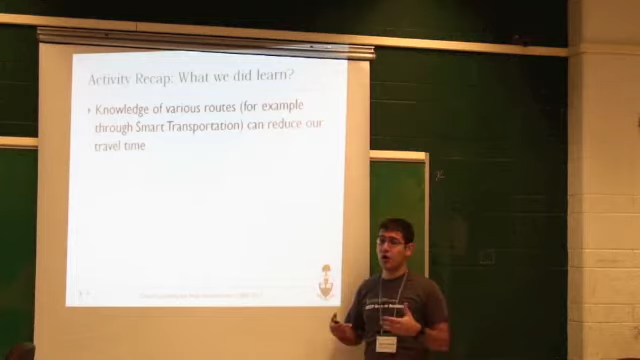 Activity Recap: What we did learn?
Knowledge of various routes (for example
through Smart Transportation) can reduce our
travel time